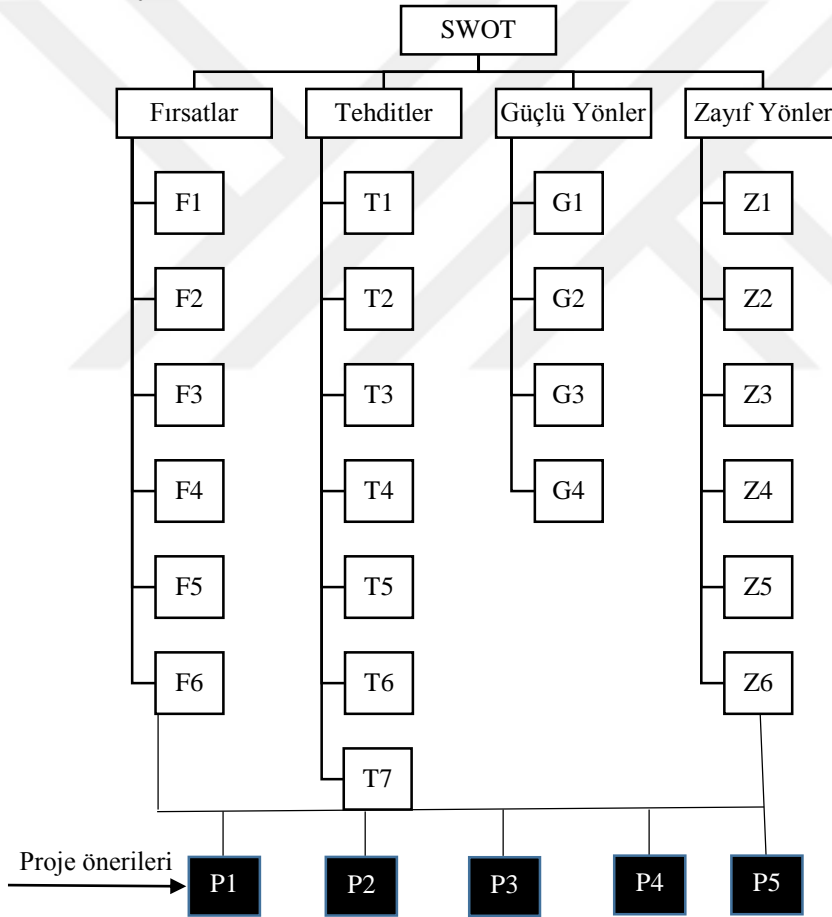 SWOT
Fırsatlar
Tehditler
Güçlü Yönler
Zayıf Yönler
F1
T1
G1
Z1
F2
T2
G2
Z2
F3
T3
G3
Z3
F4
T4
G4
Z4
F5
T5
Z5
F6
T6
Z6
T7
Proje önerileri
P1
P2
P3
P4
P5